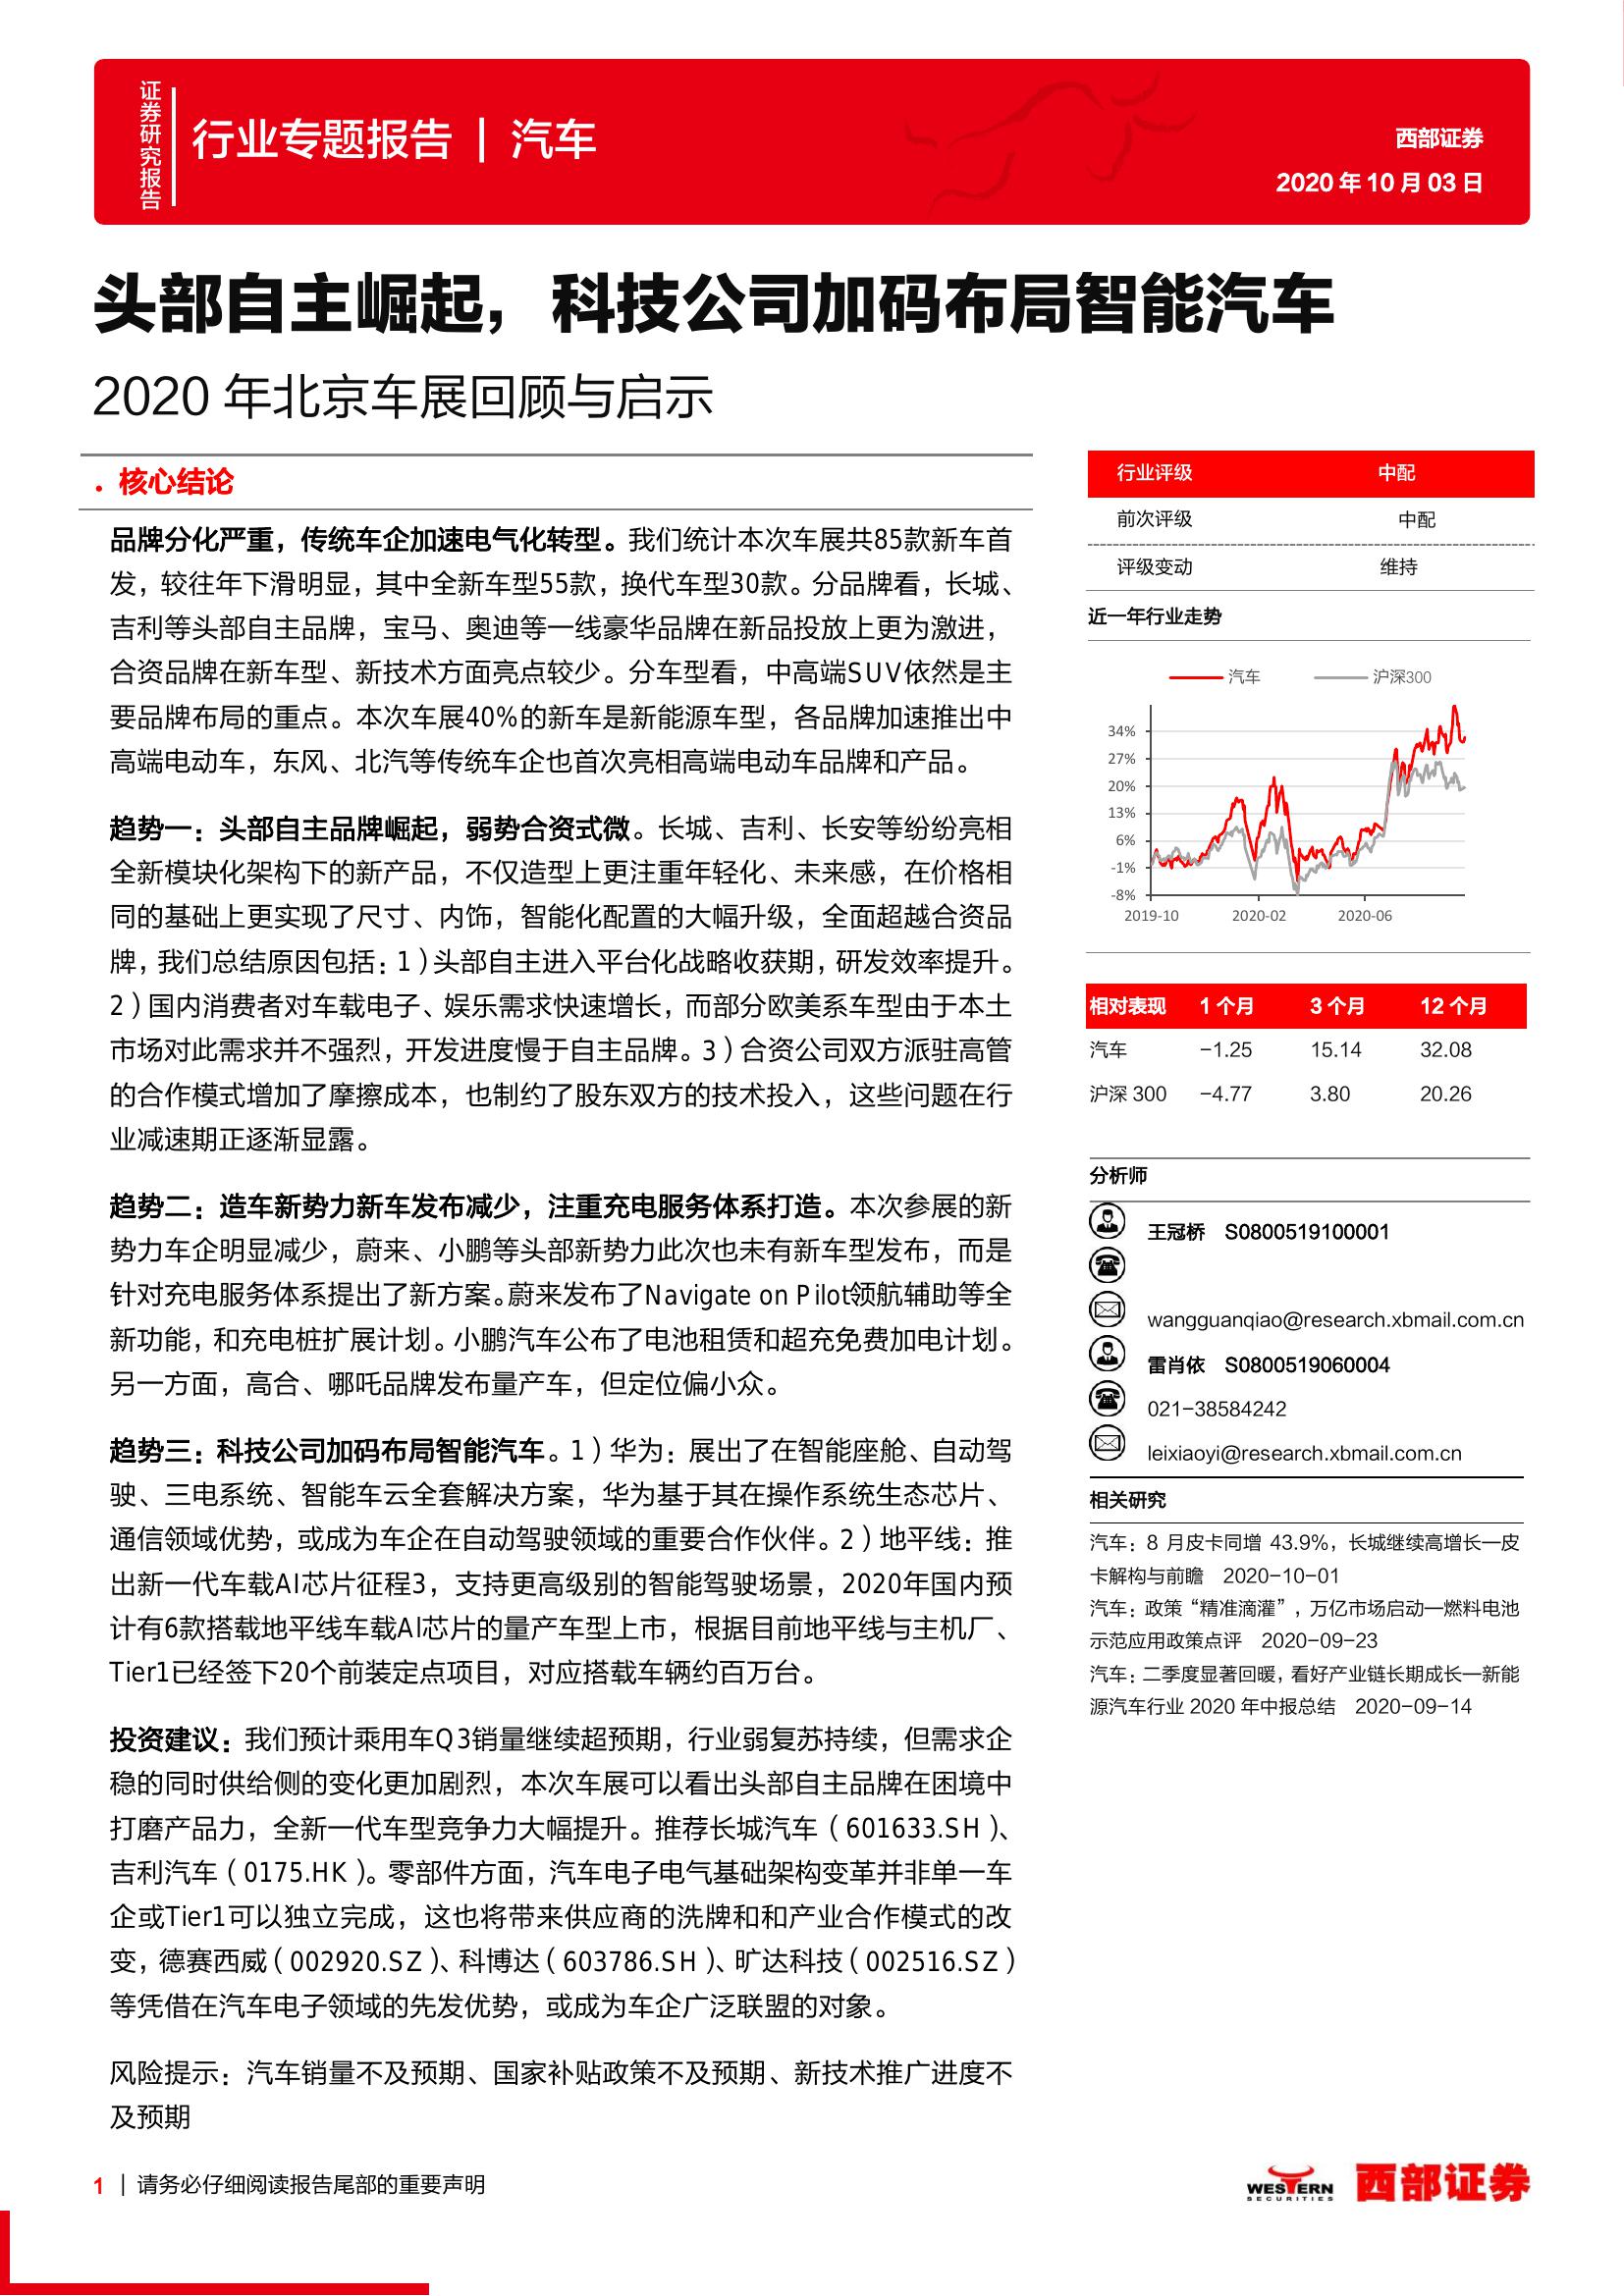 证券研究报告
行业专题报告 | 汽车
西部证券
2020 年 10 月 03 日
头部自主崛起，科技公司加码布局智能汽车
2020 年北京车展回顾与启示
. 核心结论
品牌分化严重，传统车企加速电气化转型。我们统计本次车展共85款新车首
发，较往年下滑明显，其中全新车型55款，换代车型30款。分品牌看，长城、
吉利等头部自主品牌，宝马、奥迪等一线豪华品牌在新品投放上更为激进，
合资品牌在新车型、新技术方面亮点较少。分车型看，中高端SUV依然是主
要品牌布局的重点。本次车展40%的新车是新能源车型，各品牌加速推出中
高端电动车，东风、北汽等传统车企也首次亮相高端电动车品牌和产品。
趋势一：头部自主品牌崛起，弱势合资式微。长城、吉利、长安等纷纷亮相
全新模块化架构下的新产品，不仅造型上更注重年轻化、未来感，在价格相
同的基础上更实现了尺寸、内饰，智能化配置的大幅升级，全面超越合资品
牌，我们总结原因包括：1）头部自主进入平台化战略收获期，研发效率提升。
2）国内消费者对车载电子、娱乐需求快速增长，而部分欧美系车型由于本土
市场对此需求并不强烈，开发进度慢于自主品牌。3）合资公司双方派驻高管
的合作模式增加了摩擦成本，也制约了股东双方的技术投入，这些问题在行
业减速期正逐渐显露。
趋势二：造车新势力新车发布减少，注重充电服务体系打造。本次参展的新
势力车企明显减少，蔚来、小鹏等头部新势力此次也未有新车型发布，而是
针对充电服务体系提出了新方案。蔚来发布了Navigate on Pilot领航辅助等全
新功能，和充电桩扩展计划。小鹏汽车公布了电池租赁和超充免费加电计划。
另一方面，高合、哪吒品牌发布量产车，但定位偏小众。
趋势三：科技公司加码布局智能汽车。1）华为：展出了在智能座舱、自动驾
驶、三电系统、智能车云全套解决方案，华为基于其在操作系统生态芯片、
通信领域优势，或成为车企在自动驾驶领域的重要合作伙伴。2）地平线：推
出新一代车载AI芯片征程3，支持更高级别的智能驾驶场景，2020年国内预
计有6款搭载地平线车载AI芯片的量产车型上市，根据目前地平线与主机厂、
Tier1已经签下20个前装定点项目，对应搭载车辆约百万台。
投资建议：我们预计乘用车Q3销量继续超预期，行业弱复苏持续，但需求企
稳的同时供给侧的变化更加剧烈，本次车展可以看出头部自主品牌在困境中
打磨产品力，全新一代车型竞争力大幅提升。推荐长城汽车（601633.SH）、
吉利汽车（0175.HK）。零部件方面，汽车电子电气基础架构变革并非单一车
企或Tier1可以独立完成，这也将带来供应商的洗牌和和产业合作模式的改
变，德赛西威（002920.SZ）、科博达（603786.SH）、旷达科技（002516.SZ）
等凭借在汽车电子领域的先发优势，或成为车企广泛联盟的对象。
风险提示：汽车销量不及预期、国家补贴政策不及预期、新技术推广进度不
及预期
行业评级 中配
前次评级 中配
评级变动 维持
近一年行业走势
汽车 沪深300
34%
27%
20%
13%
6%
-1%
-8%
2019-10 2020-02 2020-06
相对表现 1 个月 3 个月 12 个月
汽车 -1.25 15.14 32.08
沪深 300 -4.77 3.80 20.26
分析师
王冠桥 S0800519100001
wangguanqiao@research.xbmail.com.cn
雷肖依 S0800519060004
021-38584242
leixiaoyi@research.xbmail.com.cn
相关研究
汽车：8 月皮卡同增 43.9%，长城继续高增长—皮
卡解构与前瞻 2020-10-01
汽车：政策“精准滴灌”，万亿市场启动—燃料电池
示范应用政策点评 2020-09-23
汽车：二季度显著回暖，看好产业链长期成长—新能
源汽车行业 2020 年中报总结 2020-09-14
1 | 请务必仔细阅读报告尾部的重要声明
WESTERN
SECURITIES
西部证券